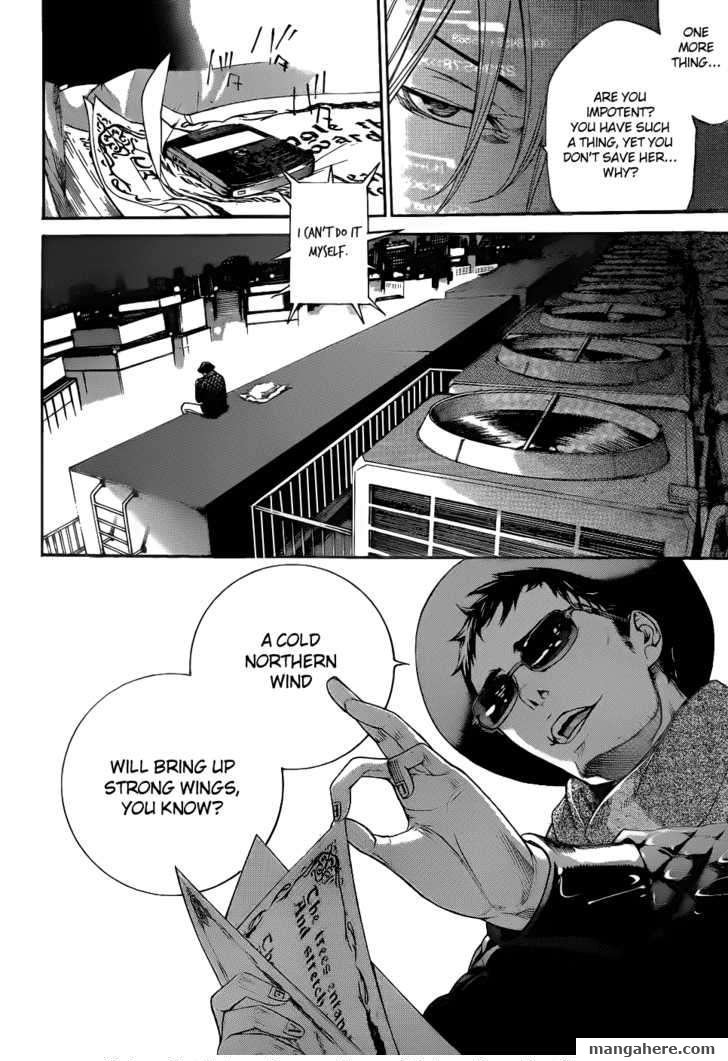 ONE
MORE
THING...
ARE YOU
IMPOTENT?
YOU HAVE SUCH
A THING, YET YOU
DON'T SAVE HER...
WHY?
I CAN'T DO IT
MYSELF.
A COLD
NORTHERN
WIND
WILL BRING UP
STRONG WINGS,
YOU KNOW?
The trees
And stretch
mangahere.com